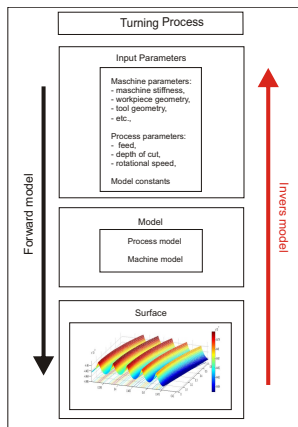 Turning Process
Input Parameters
Maschine parameters:
- maschine stiffness,
- workpiece geometry,
- tool geometry,
- etc.,
Process parameters:
- feed,
- depth of cut,
- rotational speed,
Model constants
Forward model
Invers model
Model
Process model
Machine model
Surface